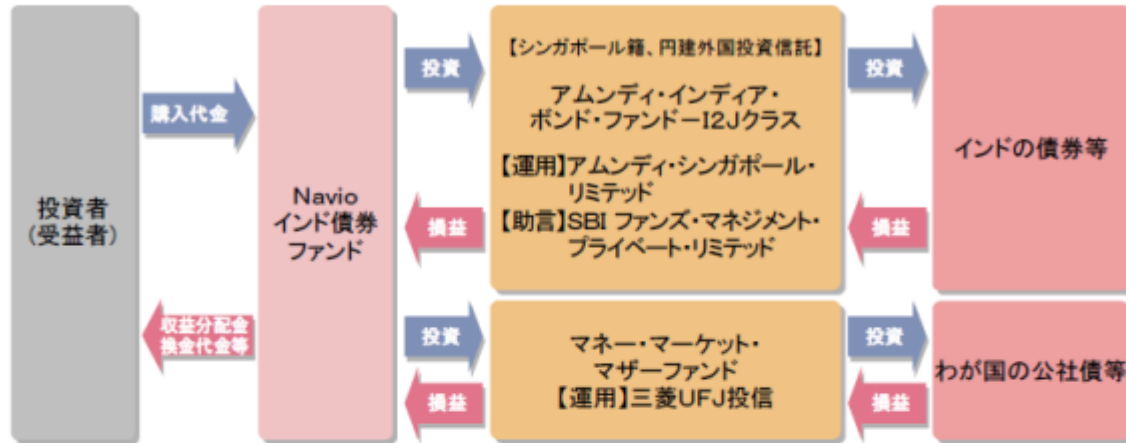 投資者
(受益者)
購入代金
収益分配金
換金代金等
Navio
インド債券
ファンド
投資
損益
【シンガポール籍、円建外国投資信託】
アムンディ・インディア・
ボンド・ファンドーI2Jクラス
【運用】アムンディ・シンガポール・
リミテッド
【助言】SBI ファンズ・マネジメント・
プライベート・リミテッド
投資
損益
インドの債券等
投資
損益
マネー・マーケット・
マザーファンド
【運用】三菱UFJ投信
投資
損益
わが国の公社債等